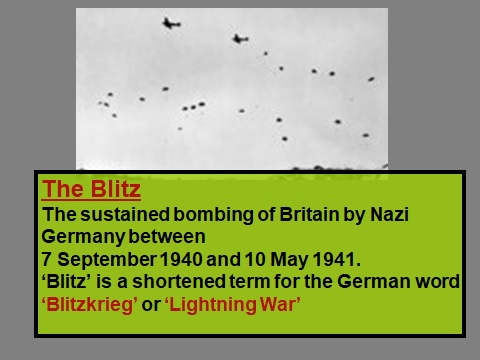 The Blitz
The sustained bombing of Britain by Nazi
Germany between
7 September 1940 and 10 May 1941.
‘Blitz’ is a shortened term for the German word
‘Blitzkrieg’ or ‘Lightning War’